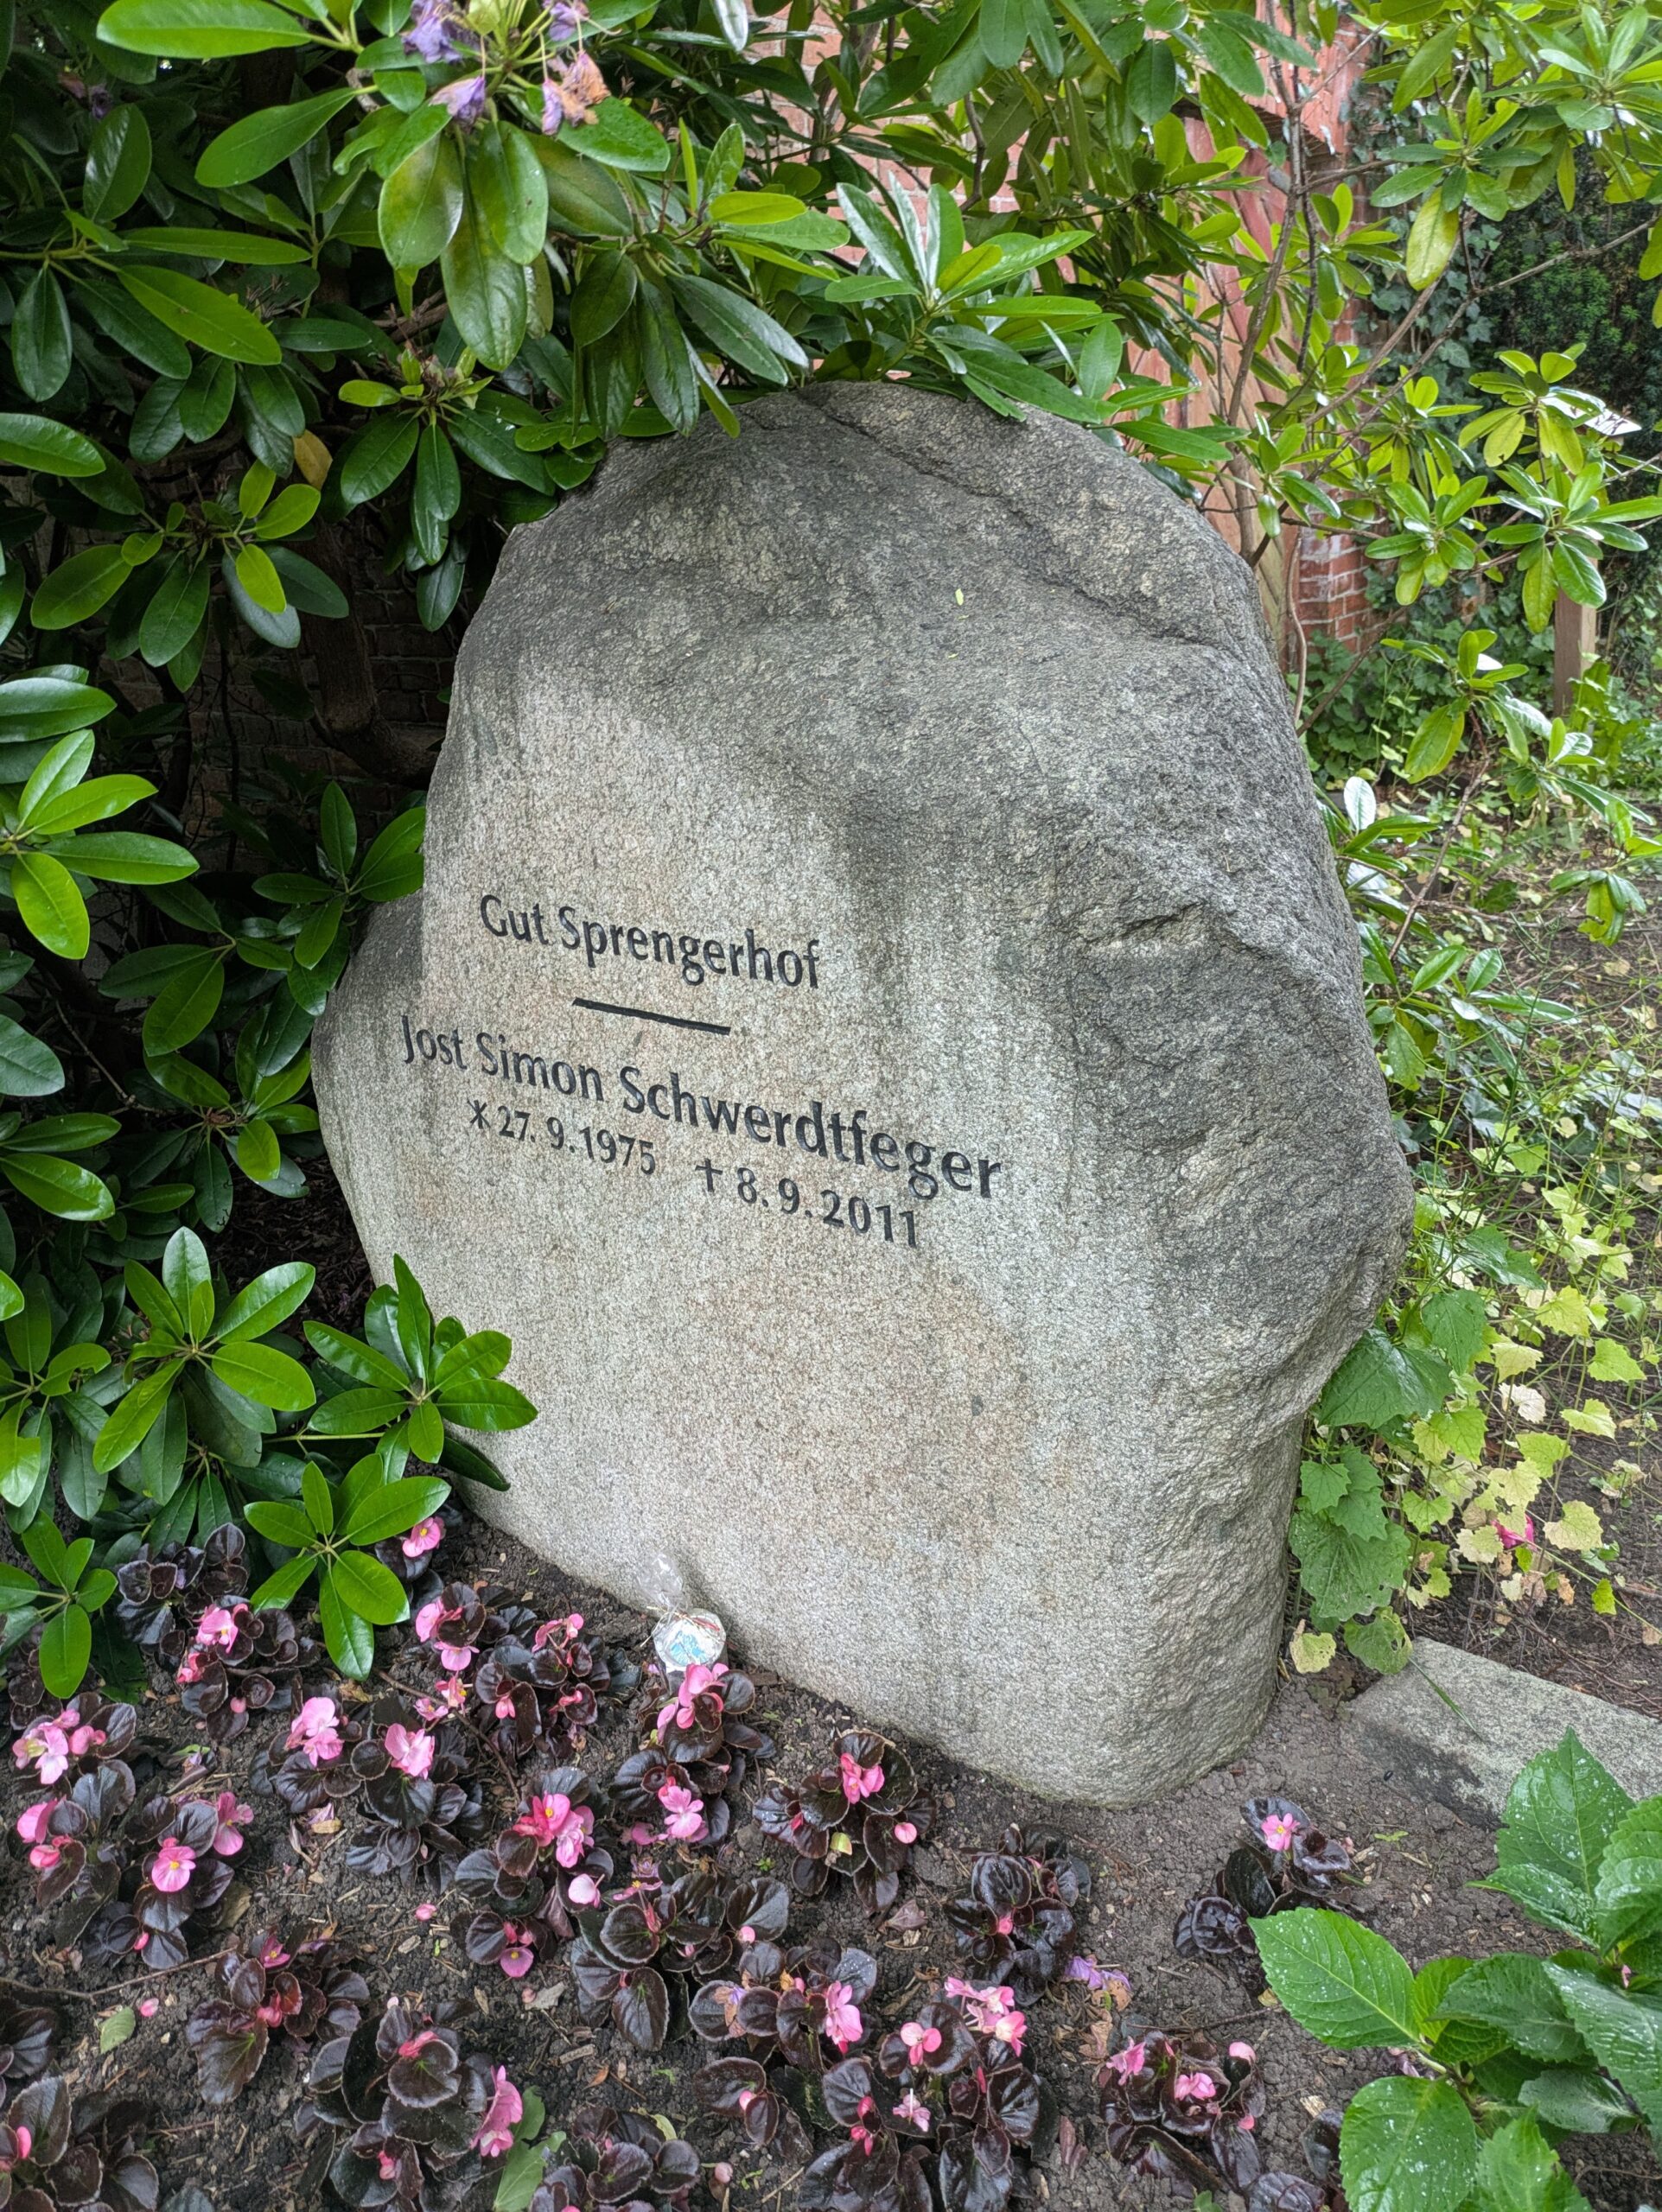 Gut Sprengerhof
Jost Simon Schwerdtfeger
* 27. 9. 1975 † 8. 9. 2011